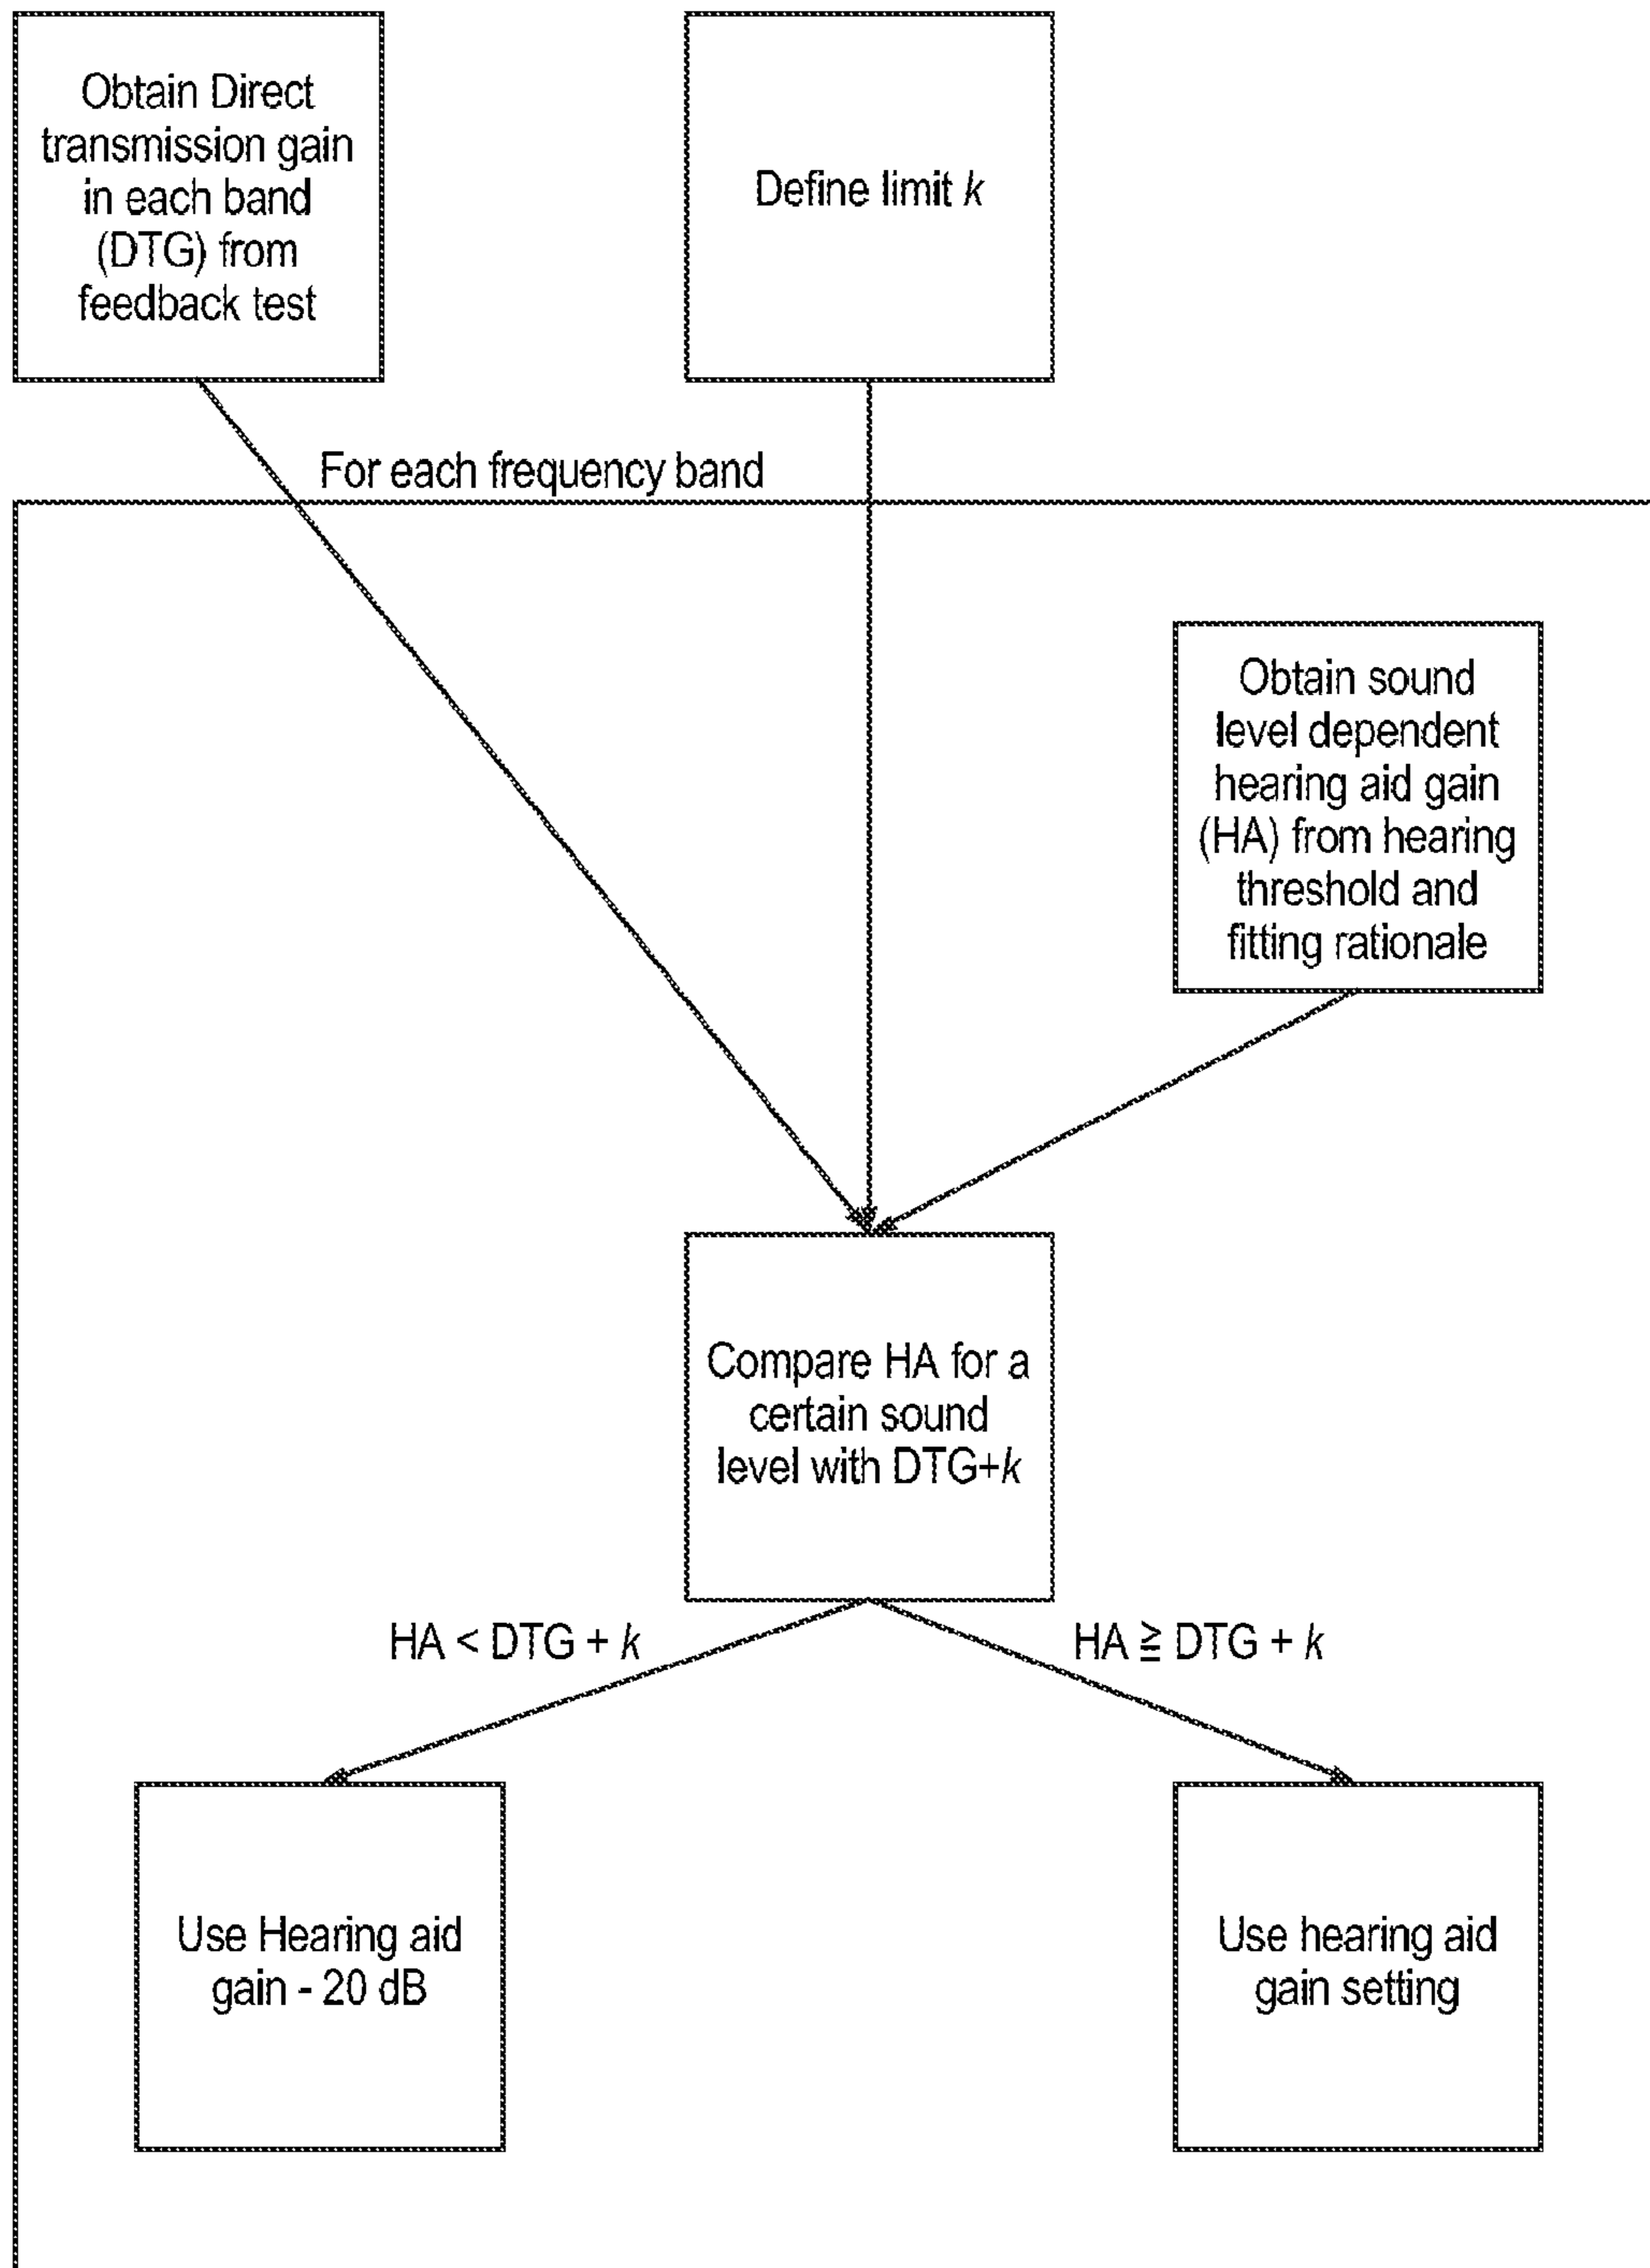 Obtain Direct
transmission gain
in each band
(DTG) from
feedback test
Define limit k
For each frequency band
Obtain sound
level dependent
hearing aid gain
(HA) from hearing
threshold and
fitting rationale
Compare HA for a
certain sound
level with DTG+k
HA < DTG + k
HA ≧ DTG + k
Use Hearing aid
gain - 20 dB
Use hearing aid
gain setting